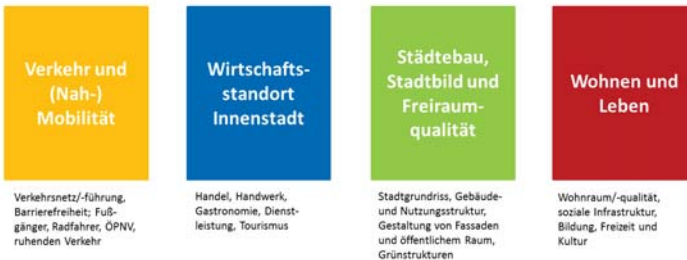 Verkehr und
(Nah-)
Mobilität
Verkehrsnetz/-führung,
Barrierefreiheit; Fuß-
gänger, Radfahrer, ÖPNV,
ruhenden Verkehr
Wirtschafts-
standort
Innenstadt
Handel, Handwerk,
Gastronomie, Dienst-
leistung, Tourismus
Städtebau,
Stadtbild und
Freiraum-
qualität
Stadtgrundriss, Gebäude-
und Nutzungsstruktur,
Gestaltung von Fassaden
und öffentlichem Raum,
Grünstrukturen
Wohnen und
Leben
Wohnraum/-qualität,
soziale Infrastruktur,
Bildung, Freizeit und
Kultur